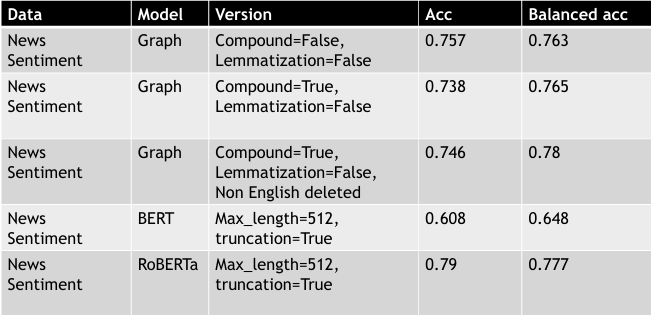 Data Model Version Acc Balanced acc
News Graph Compound=False, 0.757 0.763
Sentiment Lemmatization=False
News Graph Compound=True, 0.738 0.765
Sentiment Lemmatization=False
News Graph Compound=True, 0.746 0.78
Sentiment Lemmatization=False,
Non English deleted
News BERT Max_length=512, 0.608 0.648
Sentiment truncation=True
News RoBERTa Max_length=512, 0.79 0.777
Sentiment truncation=True